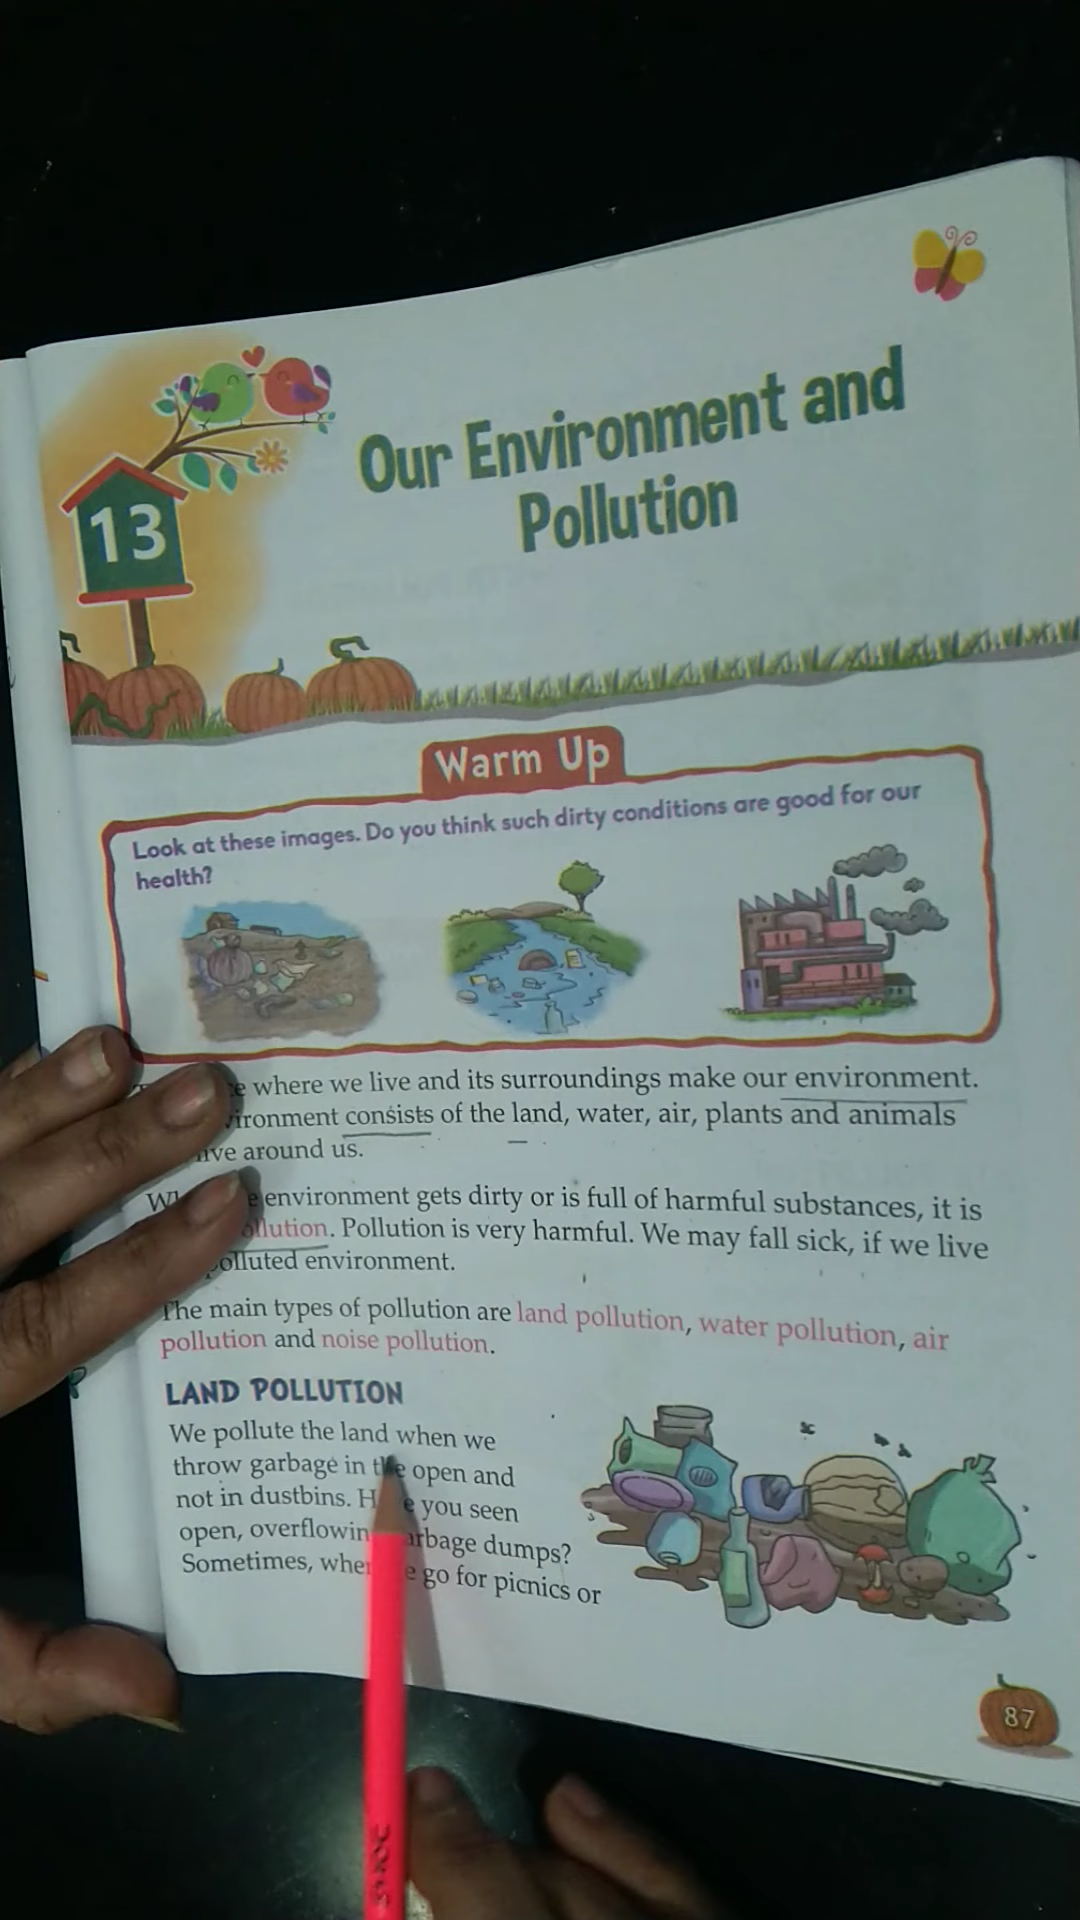 13
Our Environment and
Pollution
Warm Up
Look at these images. Do you think such dirty conditions are good for our
health?
where we live and its surroundings make our environment.
consists of the land, water, air, plants and animals
around us.
environment gets dirty or is full of harmful substances, it is
Pollution is very harmful. We may fall sick, if we live
environment.
The main types of pollution are land pollution, water pollution, air
pollution and noise pollution.
LAND POLLUTION
We pollute the land when we
throw garbage in the open and
not in dustbins. you seen
open, dumps?
Sometimes, go for picnics or
87